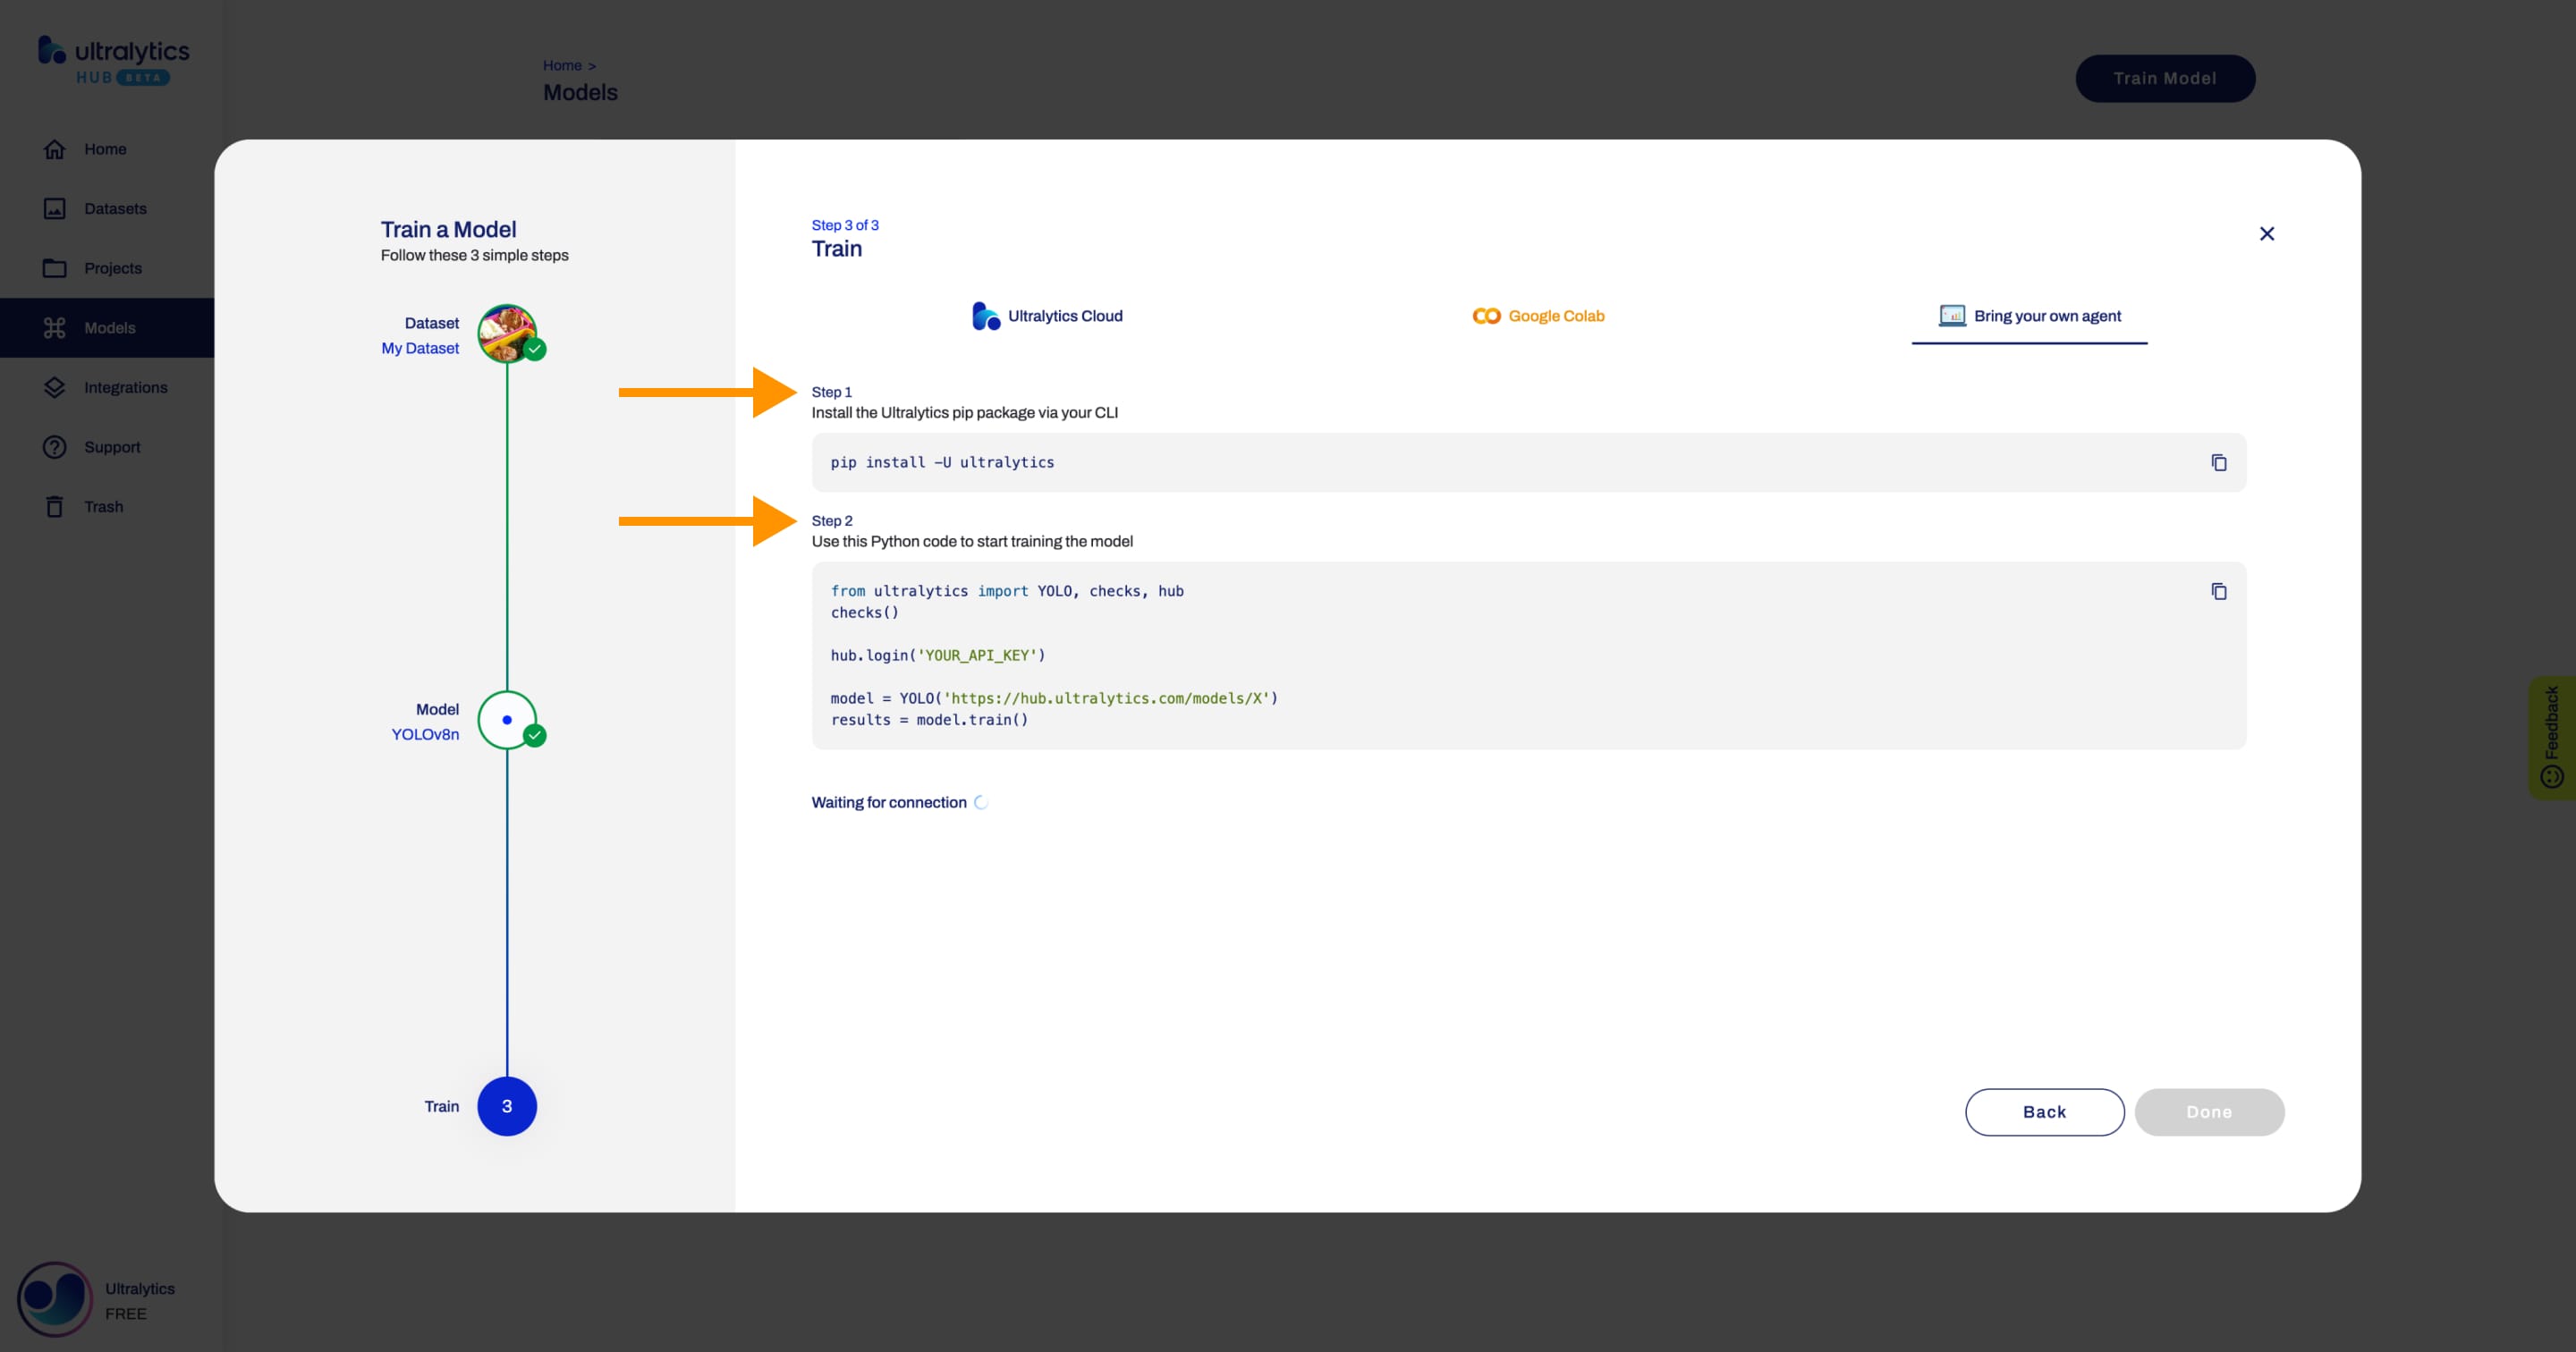 ultralytics
HUB BETA
Home
Datasets
Projects
Models
Integrations
Support
Trash
Ultralytics
FREE
Home >
Models
Train Model
Train a Model
Follow these 3 simple steps
Dataset
My Dataset
Model
YOLOv8n
Train
3
Step 3 of 3
Train
Ultralytics Cloud
Google Colab
Bring your own agent
Step 1
Install the Ultralytics pip package via your CLI
pip install -U ultralytics
Step 2
Use this Python code to start training the model
from ultralytics import YOLO, checks, hub
checks()
hub.login('YOUR_API_KEY')
model = YOLO('https://hub.ultralytics.com/models/X')
results = model.train()
Waiting for connection
Back
Done
Feedback